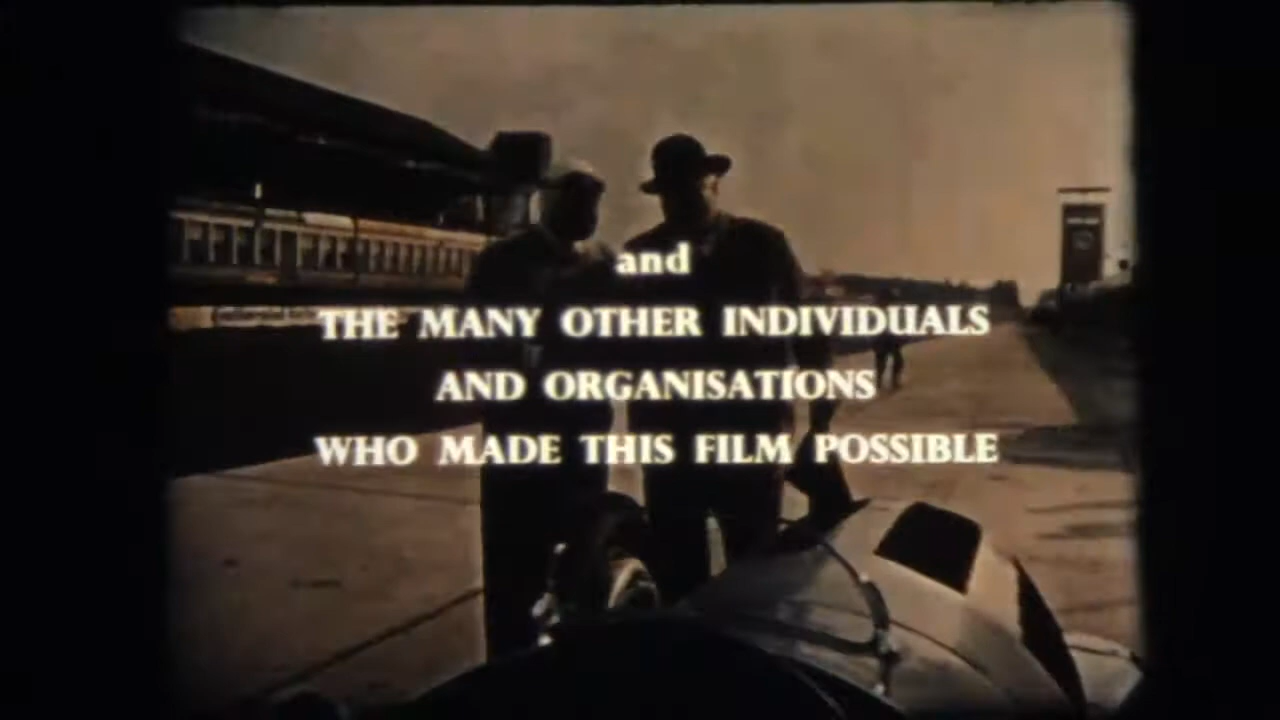 and
THE MANY OTHER INDIVIDUALS
AND ORGANISATIONS
WHO MADE THIS FILM POSSIBLE